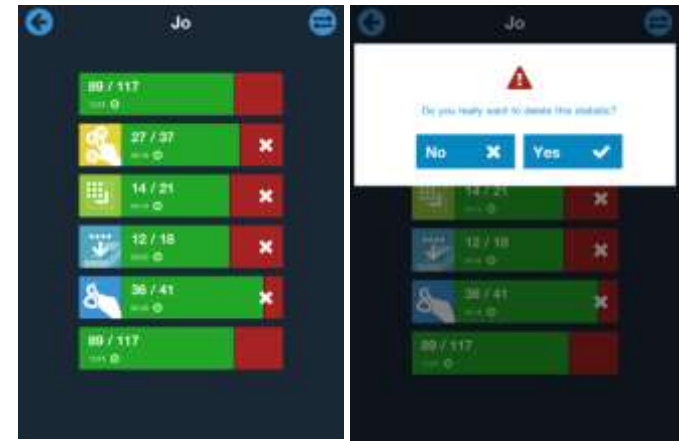 Jo
89 / 117
27 / 37
14 / 21
12 / 18
36 / 41
89 / 117
Jo
Do you really want to delete this statistic?
No
Yes
14 / 21
12 / 18
36 / 41
89 / 117